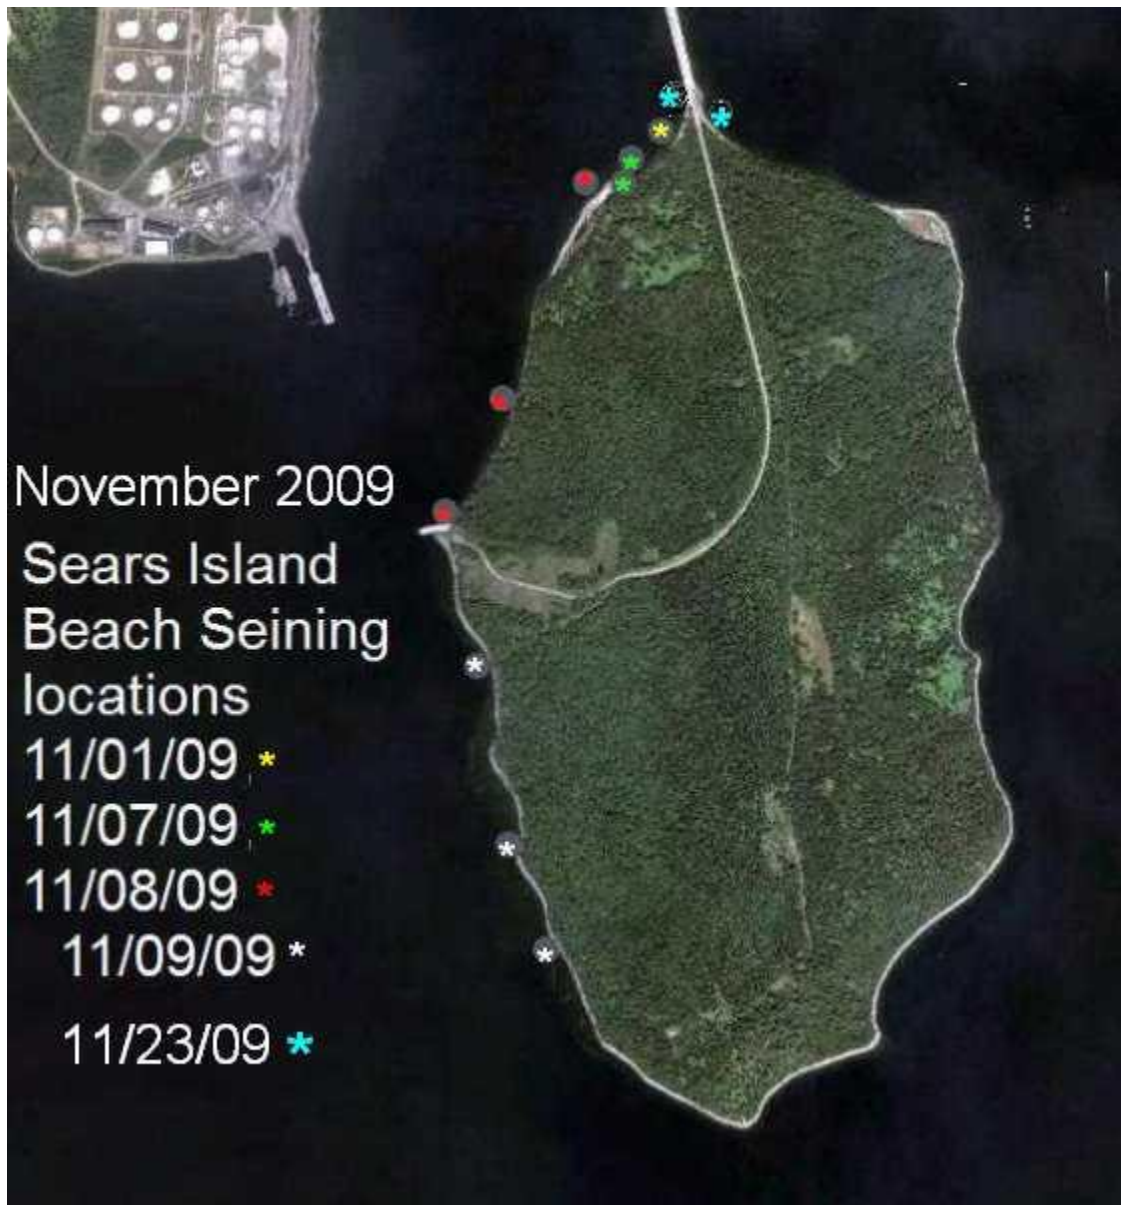 November 2009
Sears Island
Beach Seining
locations
11/01/09 *
11/07/09 *
11/08/09 *
11/09/09 *
11/23/09 *